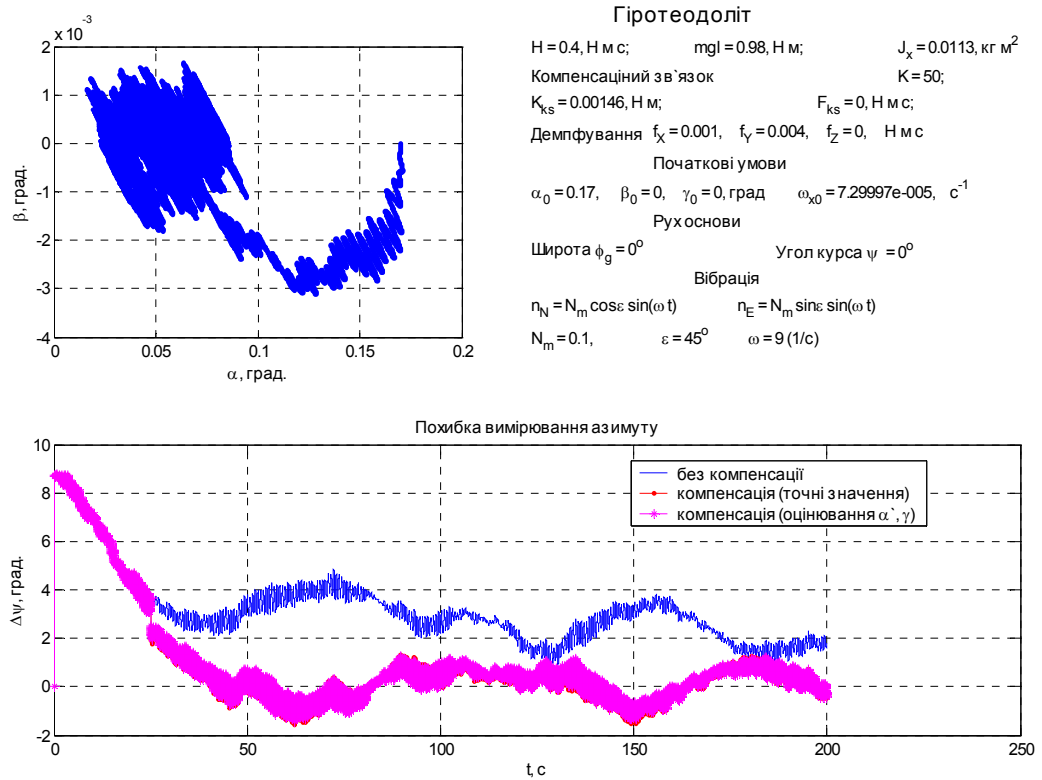 Гіротеодоліт
x 10^-3
2
1
0
-1
-2
-3
-4
0
0.05
0.1
0.15
0.2
β, град.
α, град.
H = 0.4, Н м с; mgl = 0.98, Н м; J_x = 0.0113, кг м^2
Компенсаціний зв`язок K = 50;
K_ks = 0.00146, Н м; F_ks = 0, Н м с;
Демпфування f_X = 0.001, f_Y = 0.004, f_Z = 0, Н м с
Початкові умови
α_0 = 0.17, β_0 = 0, γ_0 = 0, град ω_x0 = 7.29997e-005, c^-1
Рух основи
Широта ϕ_g = 0^o Угол курса ψ = 0^o
Вібрація
n_N = N_m cosε sin(ω t) n_E = N_m sinε sin(ω t)
N_m = 0.1, ε = 45^o ω = 9 (1/c)
Похибка вимірювання азимуту
10
8
6
4
2
0
-2
0
50
100
150
200
250
Δψ, град.
t, c
без компенсації
компенсація (точні значення)
компенсація (оцінювання α`, γ)